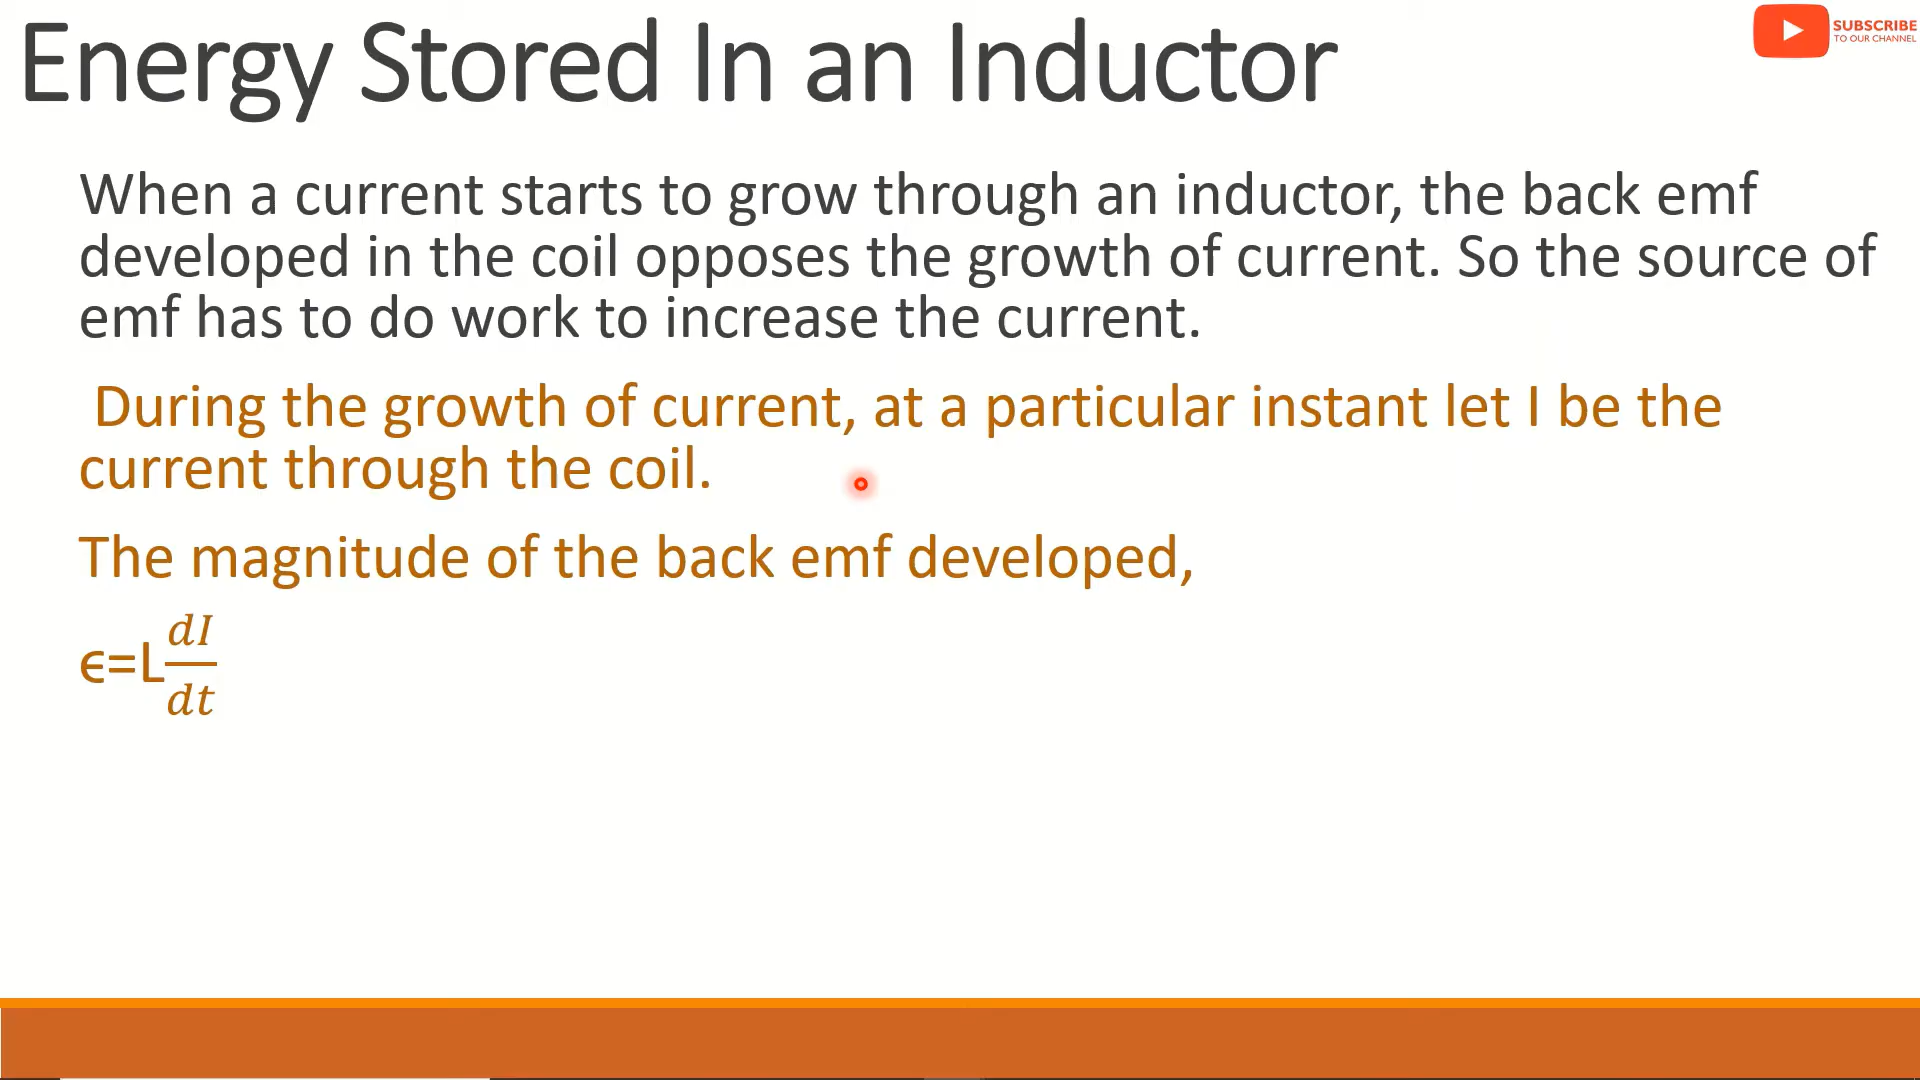 Energy Stored In an Inductor
SUBSCRIBE
TO OUR CHANNEL
When a current starts to grow through an inductor, the back emf
developed in the coil opposes the growth of current. So the source of
emf has to do work to increase the current.
During the growth of current, at a particular instant let I be the
current through the coil.
The magnitude of the back emf developed,
ϵ=L\frac{dI}{dt}